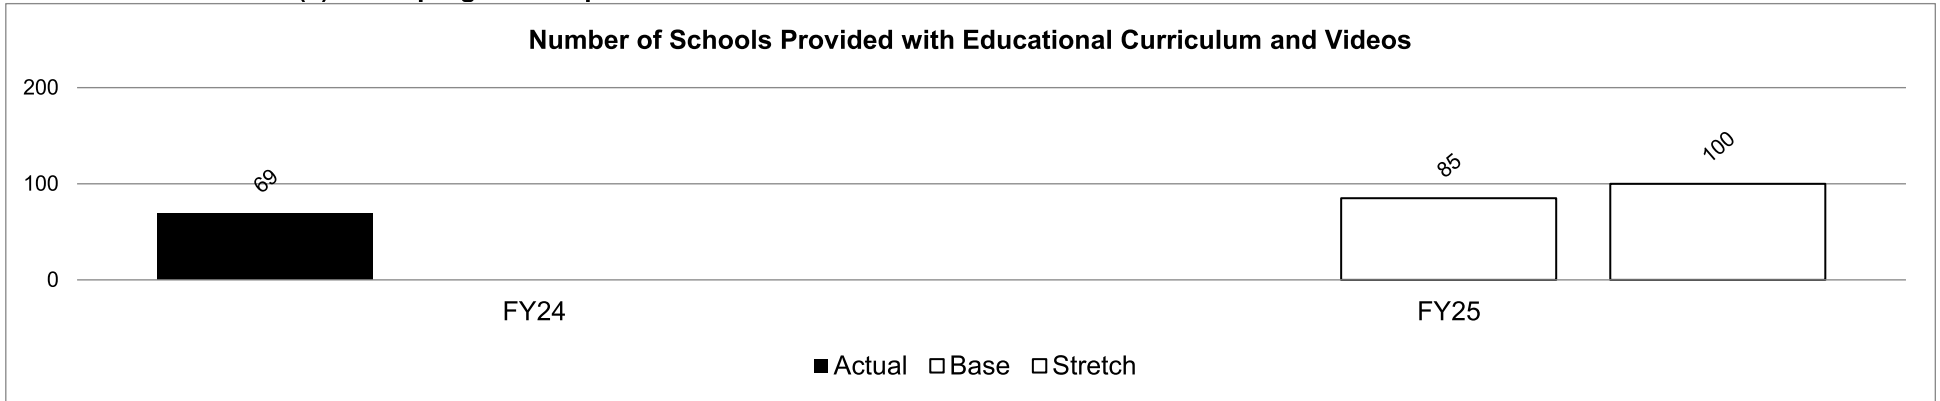 Number of Schools Provided with Educational Curriculum and Videos
200
100
0
69
85
100
FY24
FY25
Actual Base Stretch